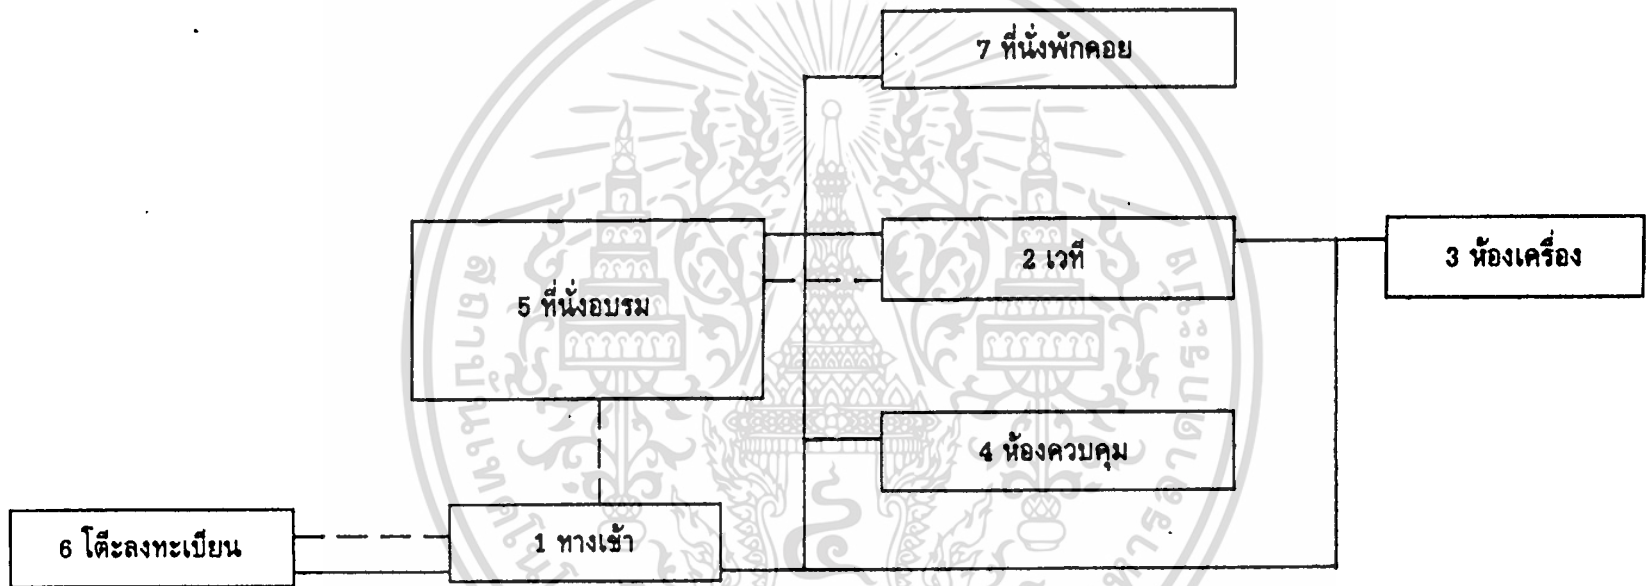 7 ที่นั่งพักคอย
2 เวที
3 ห้องเครื่อง
5 ที่นั่งอบรม
4 ห้องควบคุม
6 โต๊ะลงทะเบียน
1 ทางเข้า